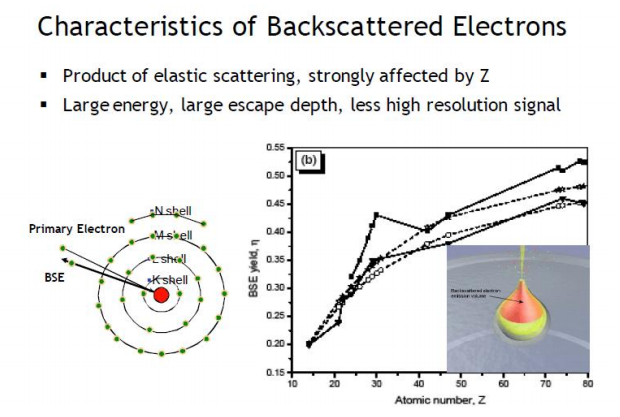 Characteristics of Backscattered Electrons
▪ Product of elastic scattering, strongly affected by Z
▪ Large energy, large escape depth, less high resolution signal
N shell
M shell
L shell
K shell
Primary Electron
BSE
(b)
0.55
0.50
0.45
0.40
0.35
0.30
0.25
0.20
0.15
BSE yield, η
10 20 30 40 50 60 70 80
Atomic number, Z
Backscattered electron
emission volume